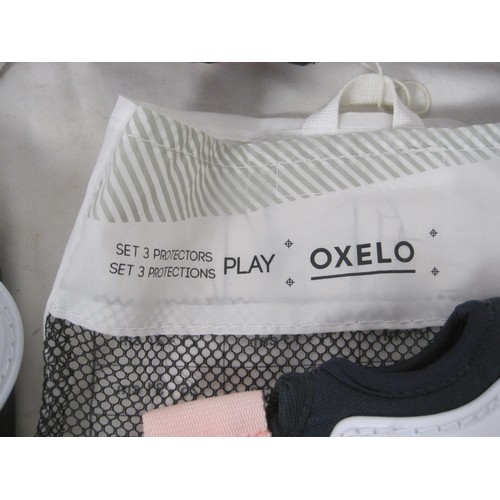 SET 3 PROTECTORS
SET 3 PROTECTIONS
PLAY
OXELO